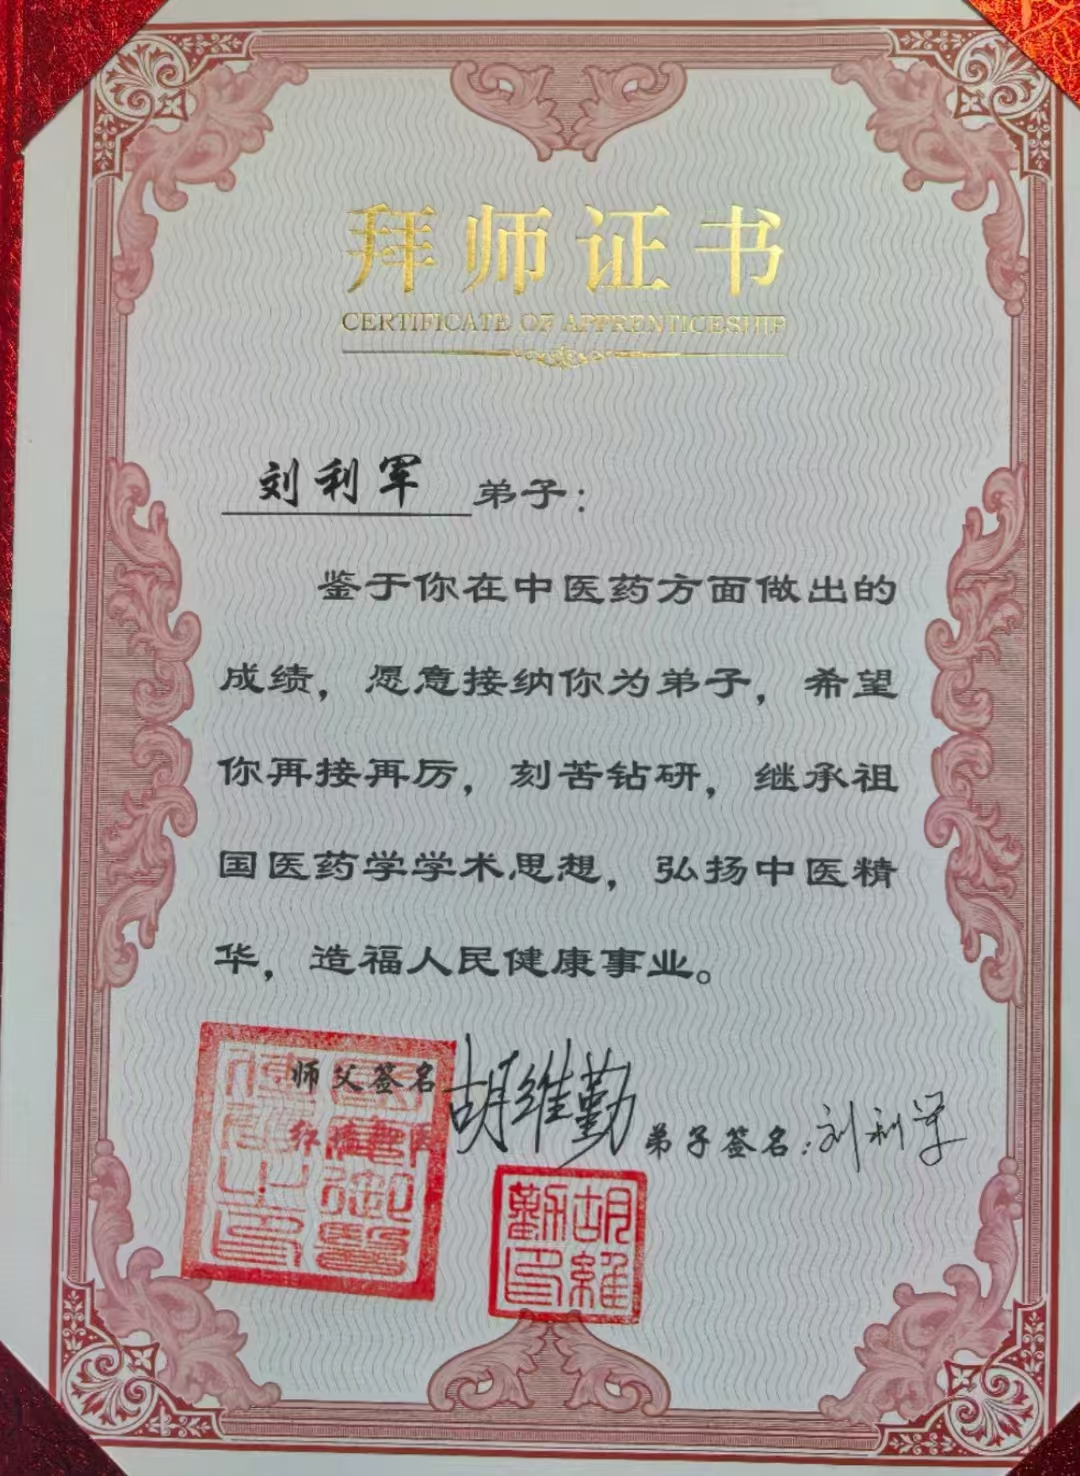 拜师证书
CERTIFICATE OF APPRENTICESHIP
刘利军 弟子：
鉴于你在中医药方面做出的
成绩，愿意接纳你为弟子，希望
你再接再厉，刻苦钻研，继承祖
国医药学学术思想，弘扬中医精
华，造福人民健康事业。
师父签名 胡维勤
弟子签名：刘利军
胡維勤印